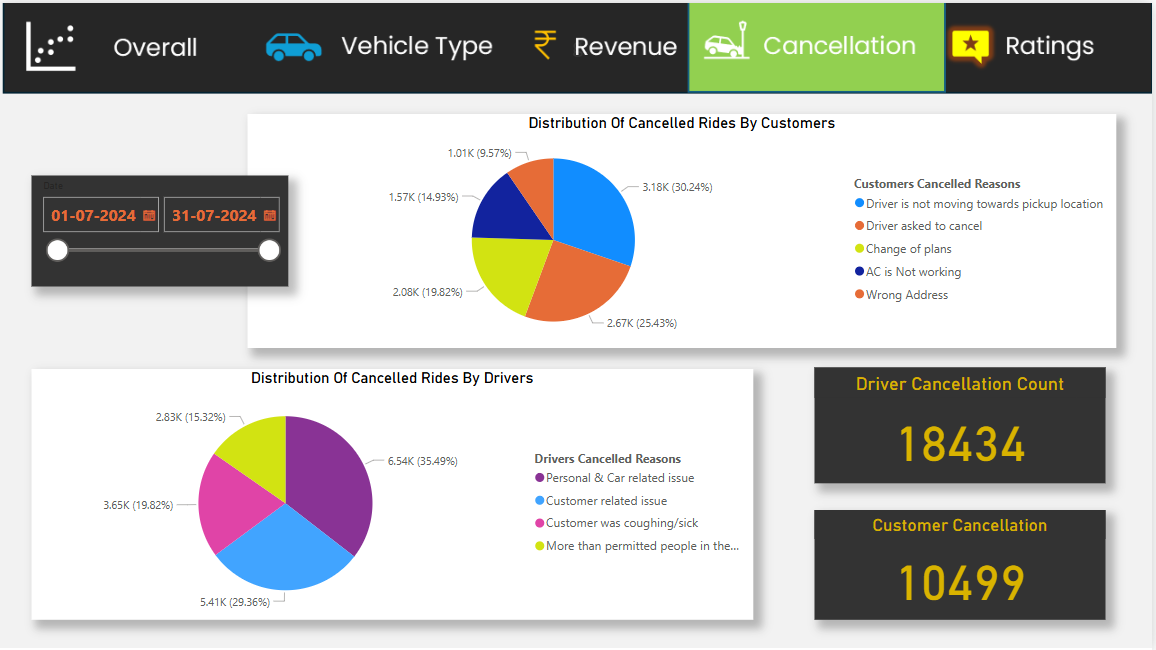 Overall
Vehicle Type
Revenue
Cancellation
Ratings
Date
01-07-2024
31-07-2024
Distribution Of Cancelled Rides By Customers
1.01K (9.57%)
3.18K (30.24%)
1.57K (14.93%)
2.08K (19.82%)
2.67K (25.43%)
Customers Cancelled Reasons
Driver is not moving towards pickup location
Driver asked to cancel
Change of plans
AC is Not working
Wrong Address
Distribution Of Cancelled Rides By Drivers
2.83K (15.32%)
6.54K (35.49%)
3.65K (19.82%)
5.41K (29.36%)
Drivers Cancelled Reasons
Personal & Car related issue
Customer related issue
Customer was coughing/sick
More than permitted people in the...
Driver Cancellation Count
18434
Customer Cancellation
10499